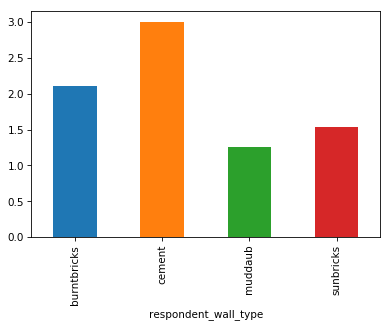 3.0
2.5
2.0
1.5
1.0
0.5
0.0
burntbricks
cement
muddaub
sunbricks
respondent_wall_type